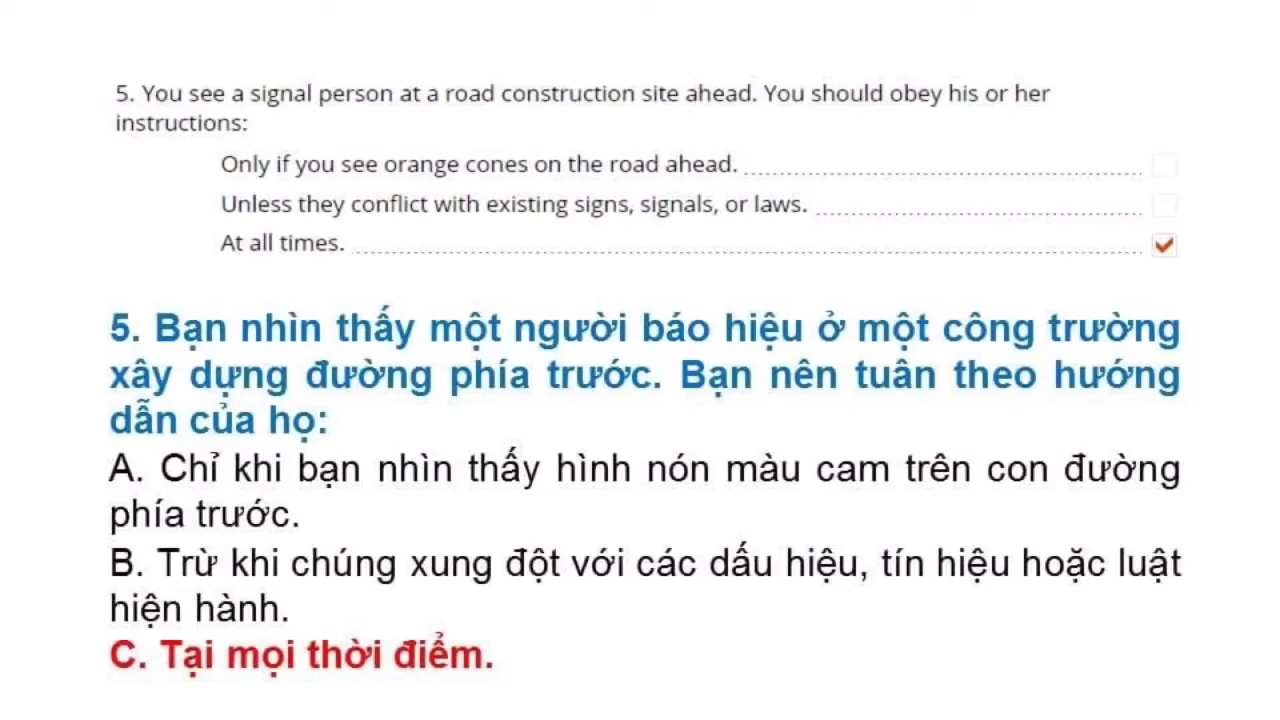 5. You see a signal person at a road construction site ahead. You should obey his or her
instructions:
Only if you see orange cones on the road ahead.
Unless they conflict with existing signs, signals, or laws.
At all times.
5. Bạn nhìn thấy một người báo hiệu ở một công trường
xây dựng đường phía trước. Bạn nên tuân theo hướng
dẫn của họ:
A. Chỉ khi bạn nhìn thấy hình nón màu cam trên con đường
phía trước.
B. Trừ khi chúng xung đột với các dấu hiệu, tín hiệu hoặc luật
hiện hành.
C. Tại mọi thời điểm.